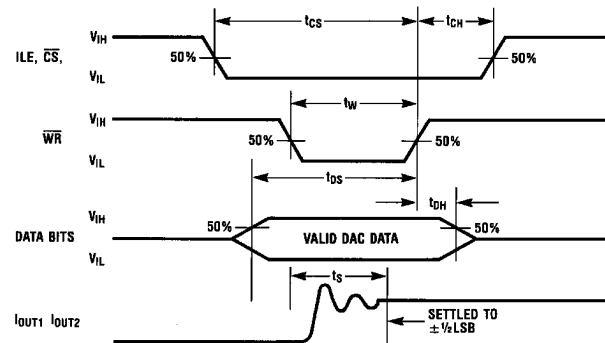 tCS
tCH
VIH
ILE, CS,
50%
50%
VIL
tW
VIH
WR
50%
50%
VIL
tDS
tDH
VIH
50%
50%
DATA BITS
VALID DAC DATA
VIL
tS
IOUT1 IOUT2
SETTLED TO
±½LSB